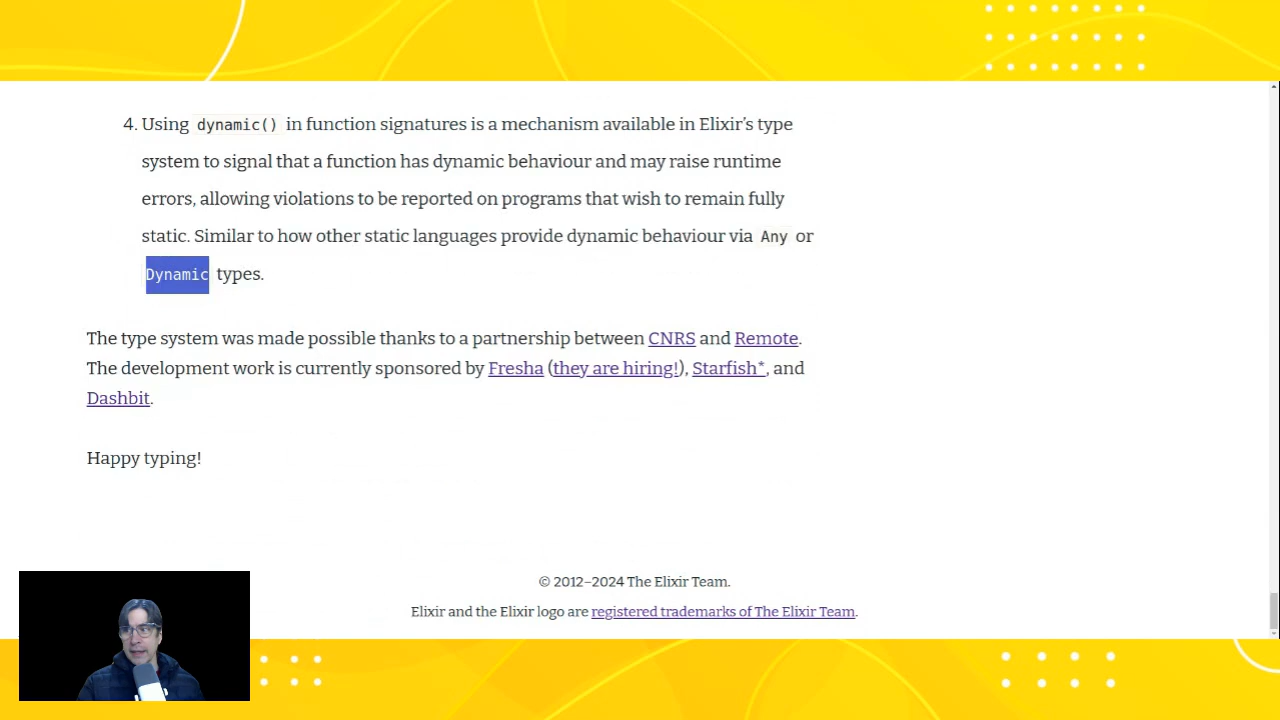 4. Using dynamic() in function signatures is a mechanism available in Elixir’s type
system to signal that a function has dynamic behaviour and may raise runtime
errors, allowing violations to be reported on programs that wish to remain fully
static. Similar to how other static languages provide dynamic behaviour via Any or
Dynamic types.
The type system was made possible thanks to a partnership between CNRS and Remote.
The development work is currently sponsored by Fresha (they are hiring!), Starfish*, and
Dashbit.
Happy typing!
© 2012–2024 The Elixir Team.
Elixir and the Elixir logo are registered trademarks of The Elixir Team.